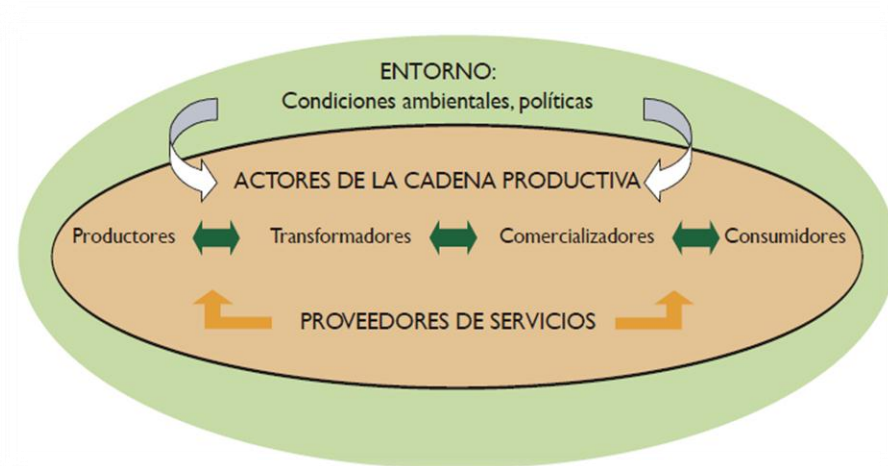 ENTORNO:
Condiciones ambientales, políticas
ACTORES DE LA CADENA PRODUCTIVA
Productores
Transformadores
Comercializadores
Consumidores
PROVEEDORES DE SERVICIOS